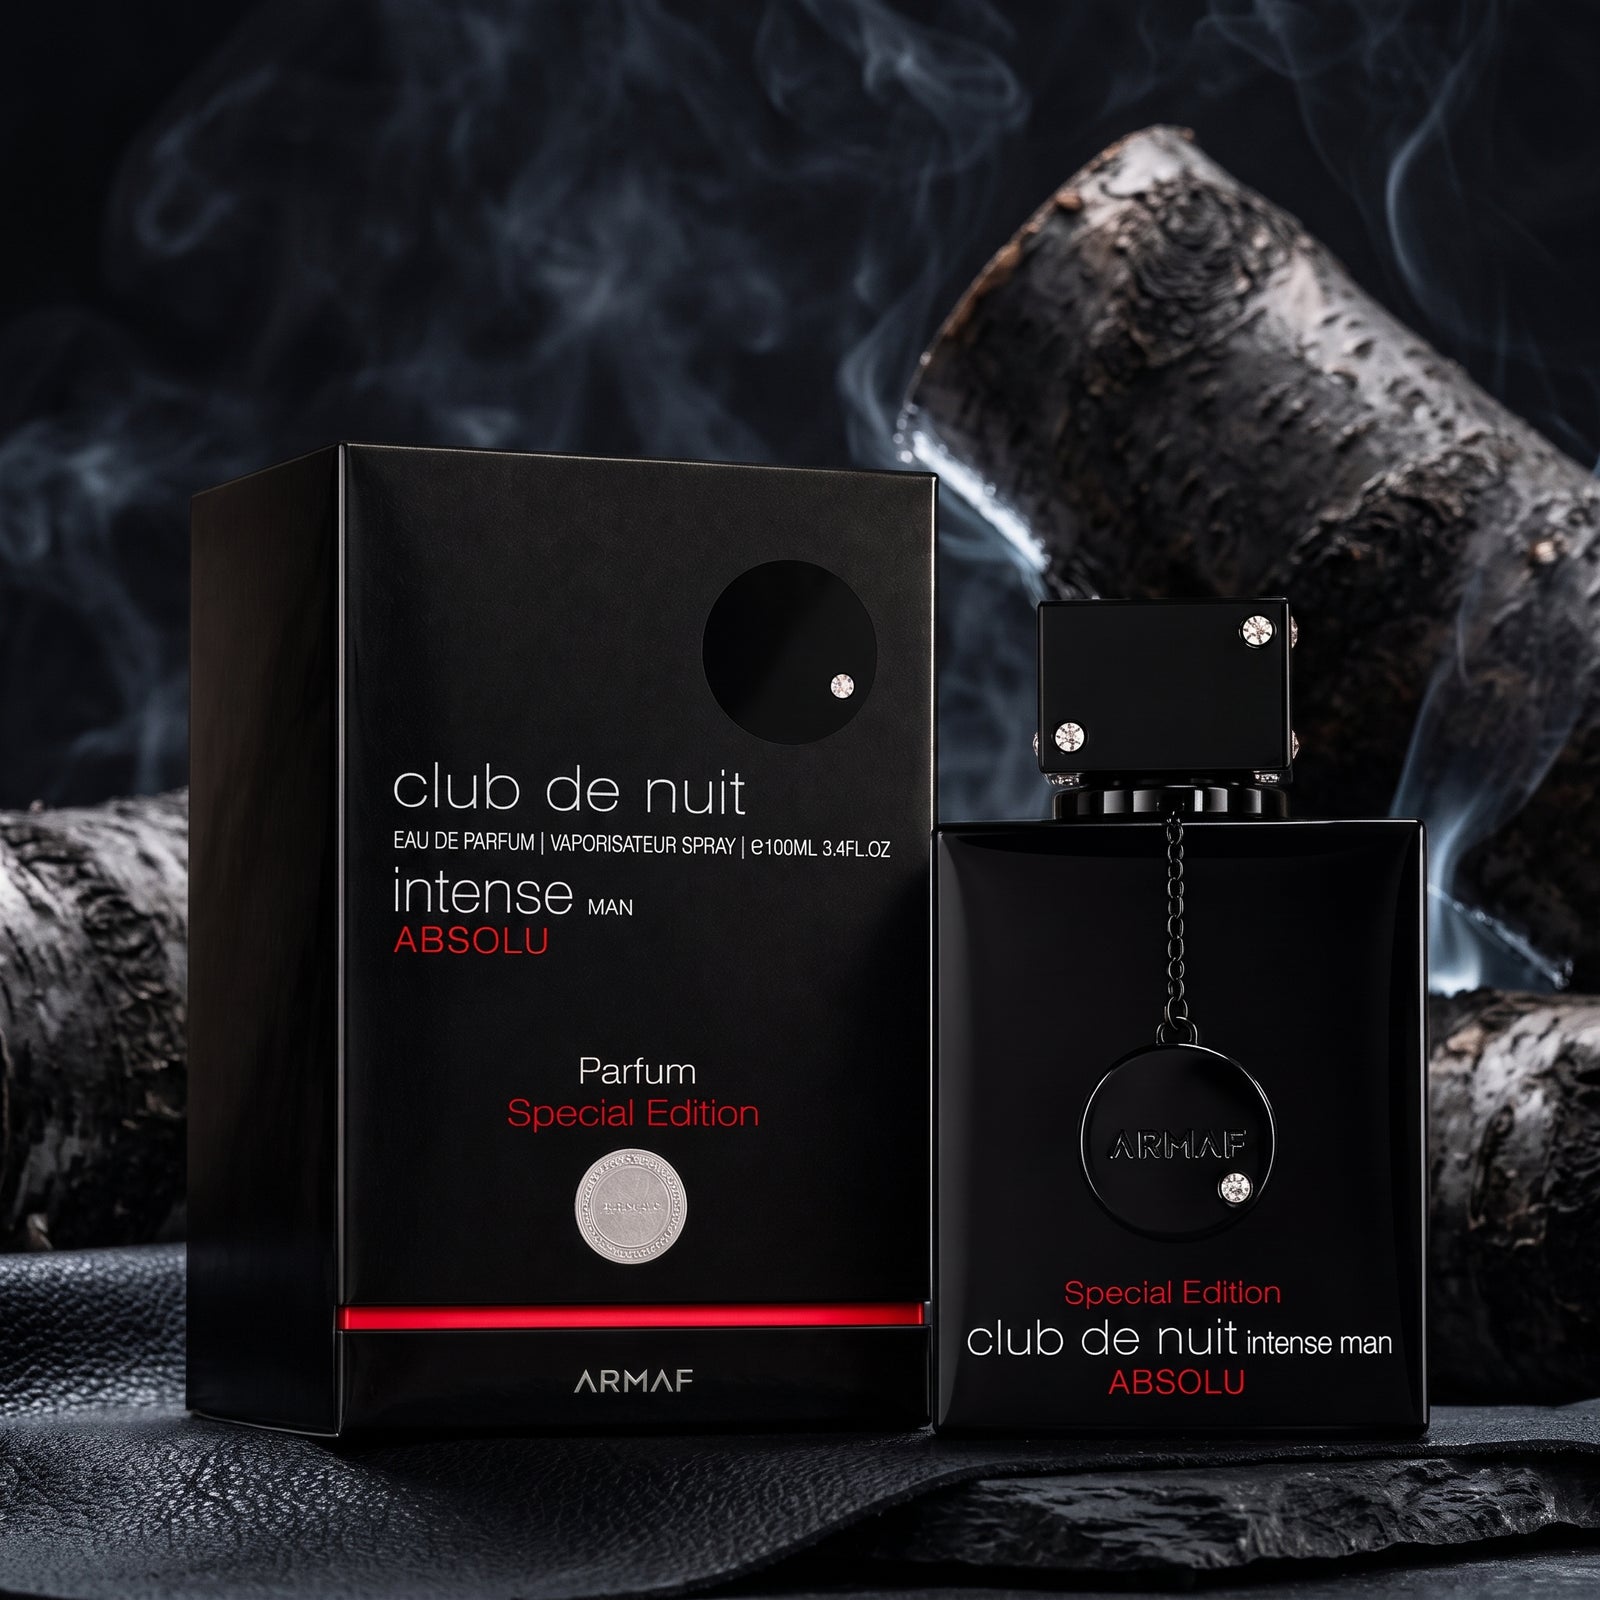 club de nuit
EAU DE PARFUM | VAPORISATEUR SPRAY | e100ML 3.4FL.OZ
intense MAN
ABSOLU
Parfum
Special Edition
ARMAF
ARMAF
Special Edition
club de nuit intense man
ABSOLU